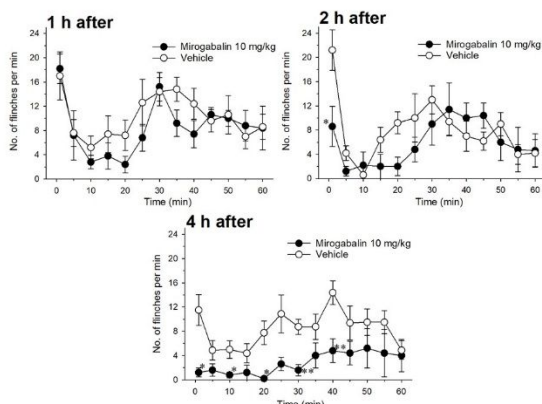 1 h after
Mirogabalin 10 mg/kg
Vehicle
No. of flinches per min
24
20
16
12
8
4
0
0 10 20 30 40 50 60
Time (min)
2 h after
Mirogabalin 10 mg/kg
Vehicle
No. of flinches per min
24
20
16
12
8
4
0
*
0 10 20 30 40 50 60
Time (min)
4 h after
Mirogabalin 10 mg/kg
Vehicle
No. of flinches per min
24
20
16
12
8
4
0
* * * ** **
0 10 20 30 40 50 60
Time (min)